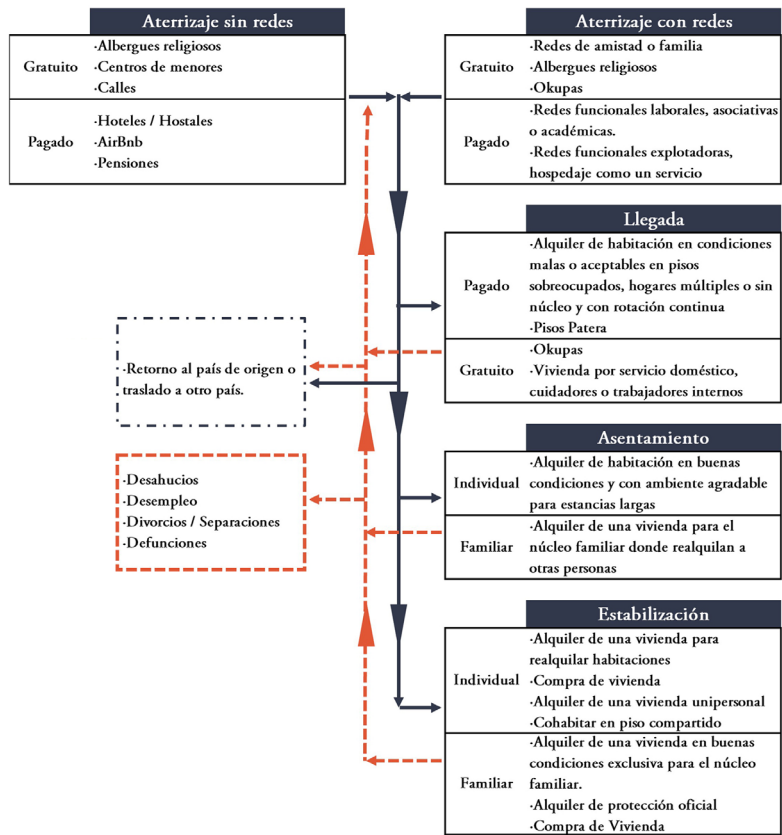 Aterrizaje sin redes
Gratuito
·Albergues religiosos
·Centros de menores
·Calles
Pagado
·Hoteles / Hostales
·AirBnb
·Pensiones
Aterrizaje con redes
Gratuito
·Redes de amistad o familia
·Albergues religiosos
·Okupas
Pagado
·Redes funcionales laborales, asociativas
o académicas.
·Redes funcionales explotadoras,
hospedaje como un servicio
Llegada
Pagado
·Alquiler de habitación en condiciones
malas o aceptables en pisos
sobreocupados, hogares múltiples o sin
núcleo y con rotación continua
·Pisos Patera
Gratuito
·Okupas
·Vivienda por servicio doméstico,
cuidadores o trabajadores internos
·Retorno al país de origen o
traslado a otro país.
·Desahucios
·Desempleo
·Divorcios / Separaciones
·Defunciones
Asentamiento
Individual
·Alquiler de habitación en buenas
condiciones y con ambiente agradable
para estancias largas
Familiar
·Alquiler de una vivienda para el
núcleo familiar donde realquilan a
otras personas
Estabilización
Individual
·Alquiler de una vivienda para
realquilar habitaciones
·Compra de vivienda
·Alquiler de una vivienda unipersonal
·Cohabitar en piso compartido
Familiar
·Alquiler de una vivienda en buenas
condiciones exclusiva para el núcleo
familiar.
·Alquiler de protección oficial
·Compra de Vivienda